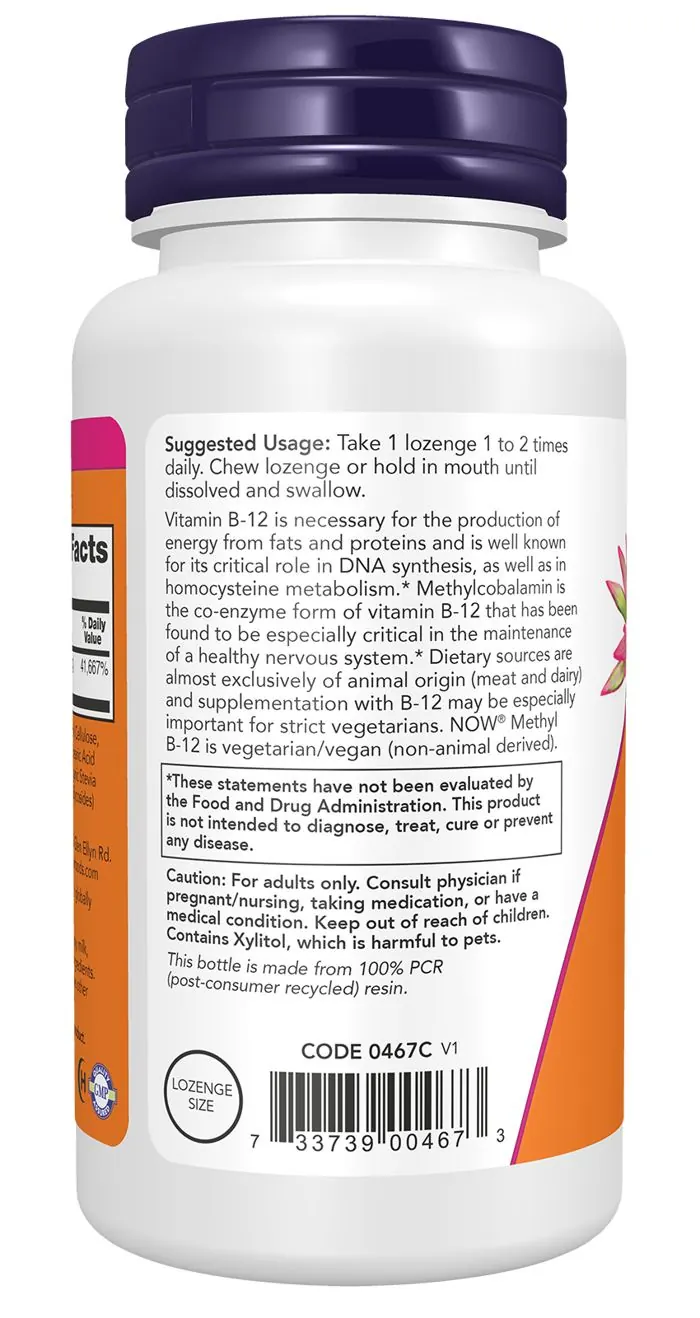 Suggested Usage: Take 1 lozenge 1 to 2 times
daily. Chew lozenge or hold in mouth until
dissolved and swallow.
Vitamin B-12 is necessary for the production of
energy from fats and proteins and is well known
for its critical role in DNA synthesis, as well as in
homocysteine metabolism.* Methylcobalamin is
the co-enzyme form of vitamin B-12 that has been
found to be especially critical in the maintenance
of a healthy nervous system.* Dietary sources are
almost exclusively of animal origin (meat and dairy)
and supplementation with B-12 may be especially
important for strict vegetarians. NOW® Methyl
B-12 is vegetarian/vegan (non-animal derived).
*These statements have not been evaluated by
the Food and Drug Administration. This product
is not intended to diagnose, treat, cure or prevent
any disease.
Caution: For adults only. Consult physician if
pregnant/nursing, taking medication, or have a
medical condition. Keep out of reach of children.
Contains Xylitol, which is harmful to pets.
This bottle is made from 100% PCR
(post-consumer recycled) resin.
CODE 0467C V1
LOZENGE
SIZE
7 33739 00467 3
Facts
% Daily
Value
41,667%
Cellulose,
Acid
Stevia
Ellyn Rd.
.com
milk,
GMP